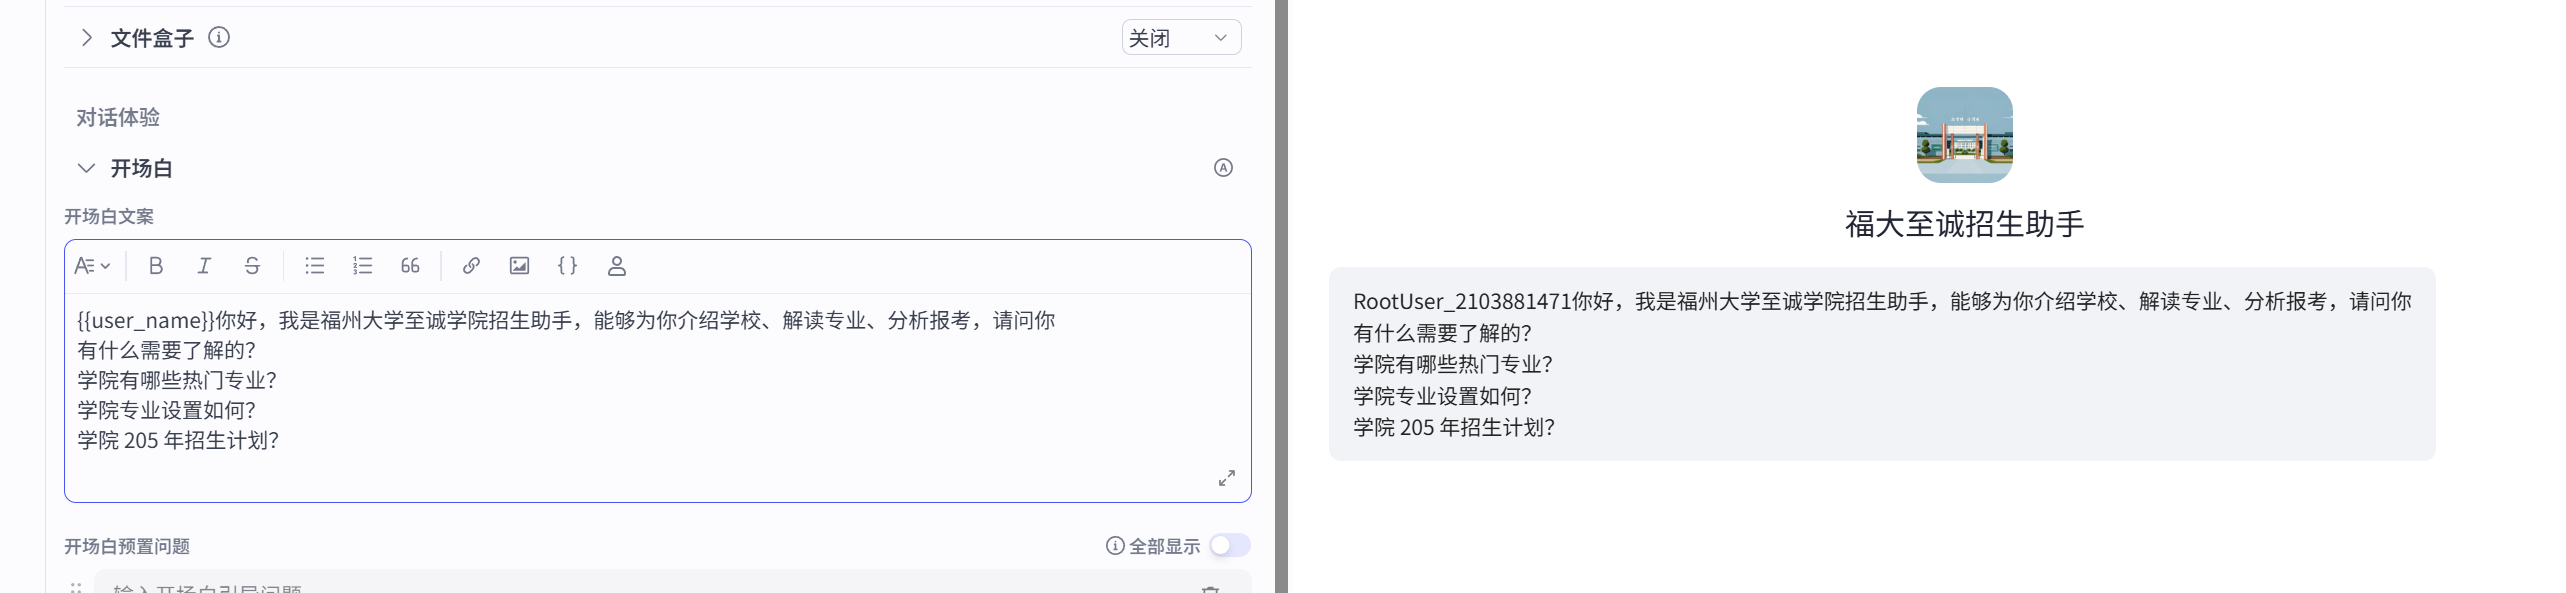 文件盒子
关闭
对话体验
开场白
开场白文案
{{user_name}}你好，我是福州大学至诚学院招生助手，能够为你介绍学校、解读专业、分析报考，请问你
有什么需要了解的？
学院有哪些热门专业？
学院专业设置如何？
学院 205 年招生计划？
开场白预置问题
全部显示
输入开场白引导问题
福大至诚招生助手
RootUser_2103881471你好，我是福州大学至诚学院招生助手，能够为你介绍学校、解读专业、分析报考，请问你
有什么需要了解的？
学院有哪些热门专业？
学院专业设置如何？
学院 205 年招生计划？